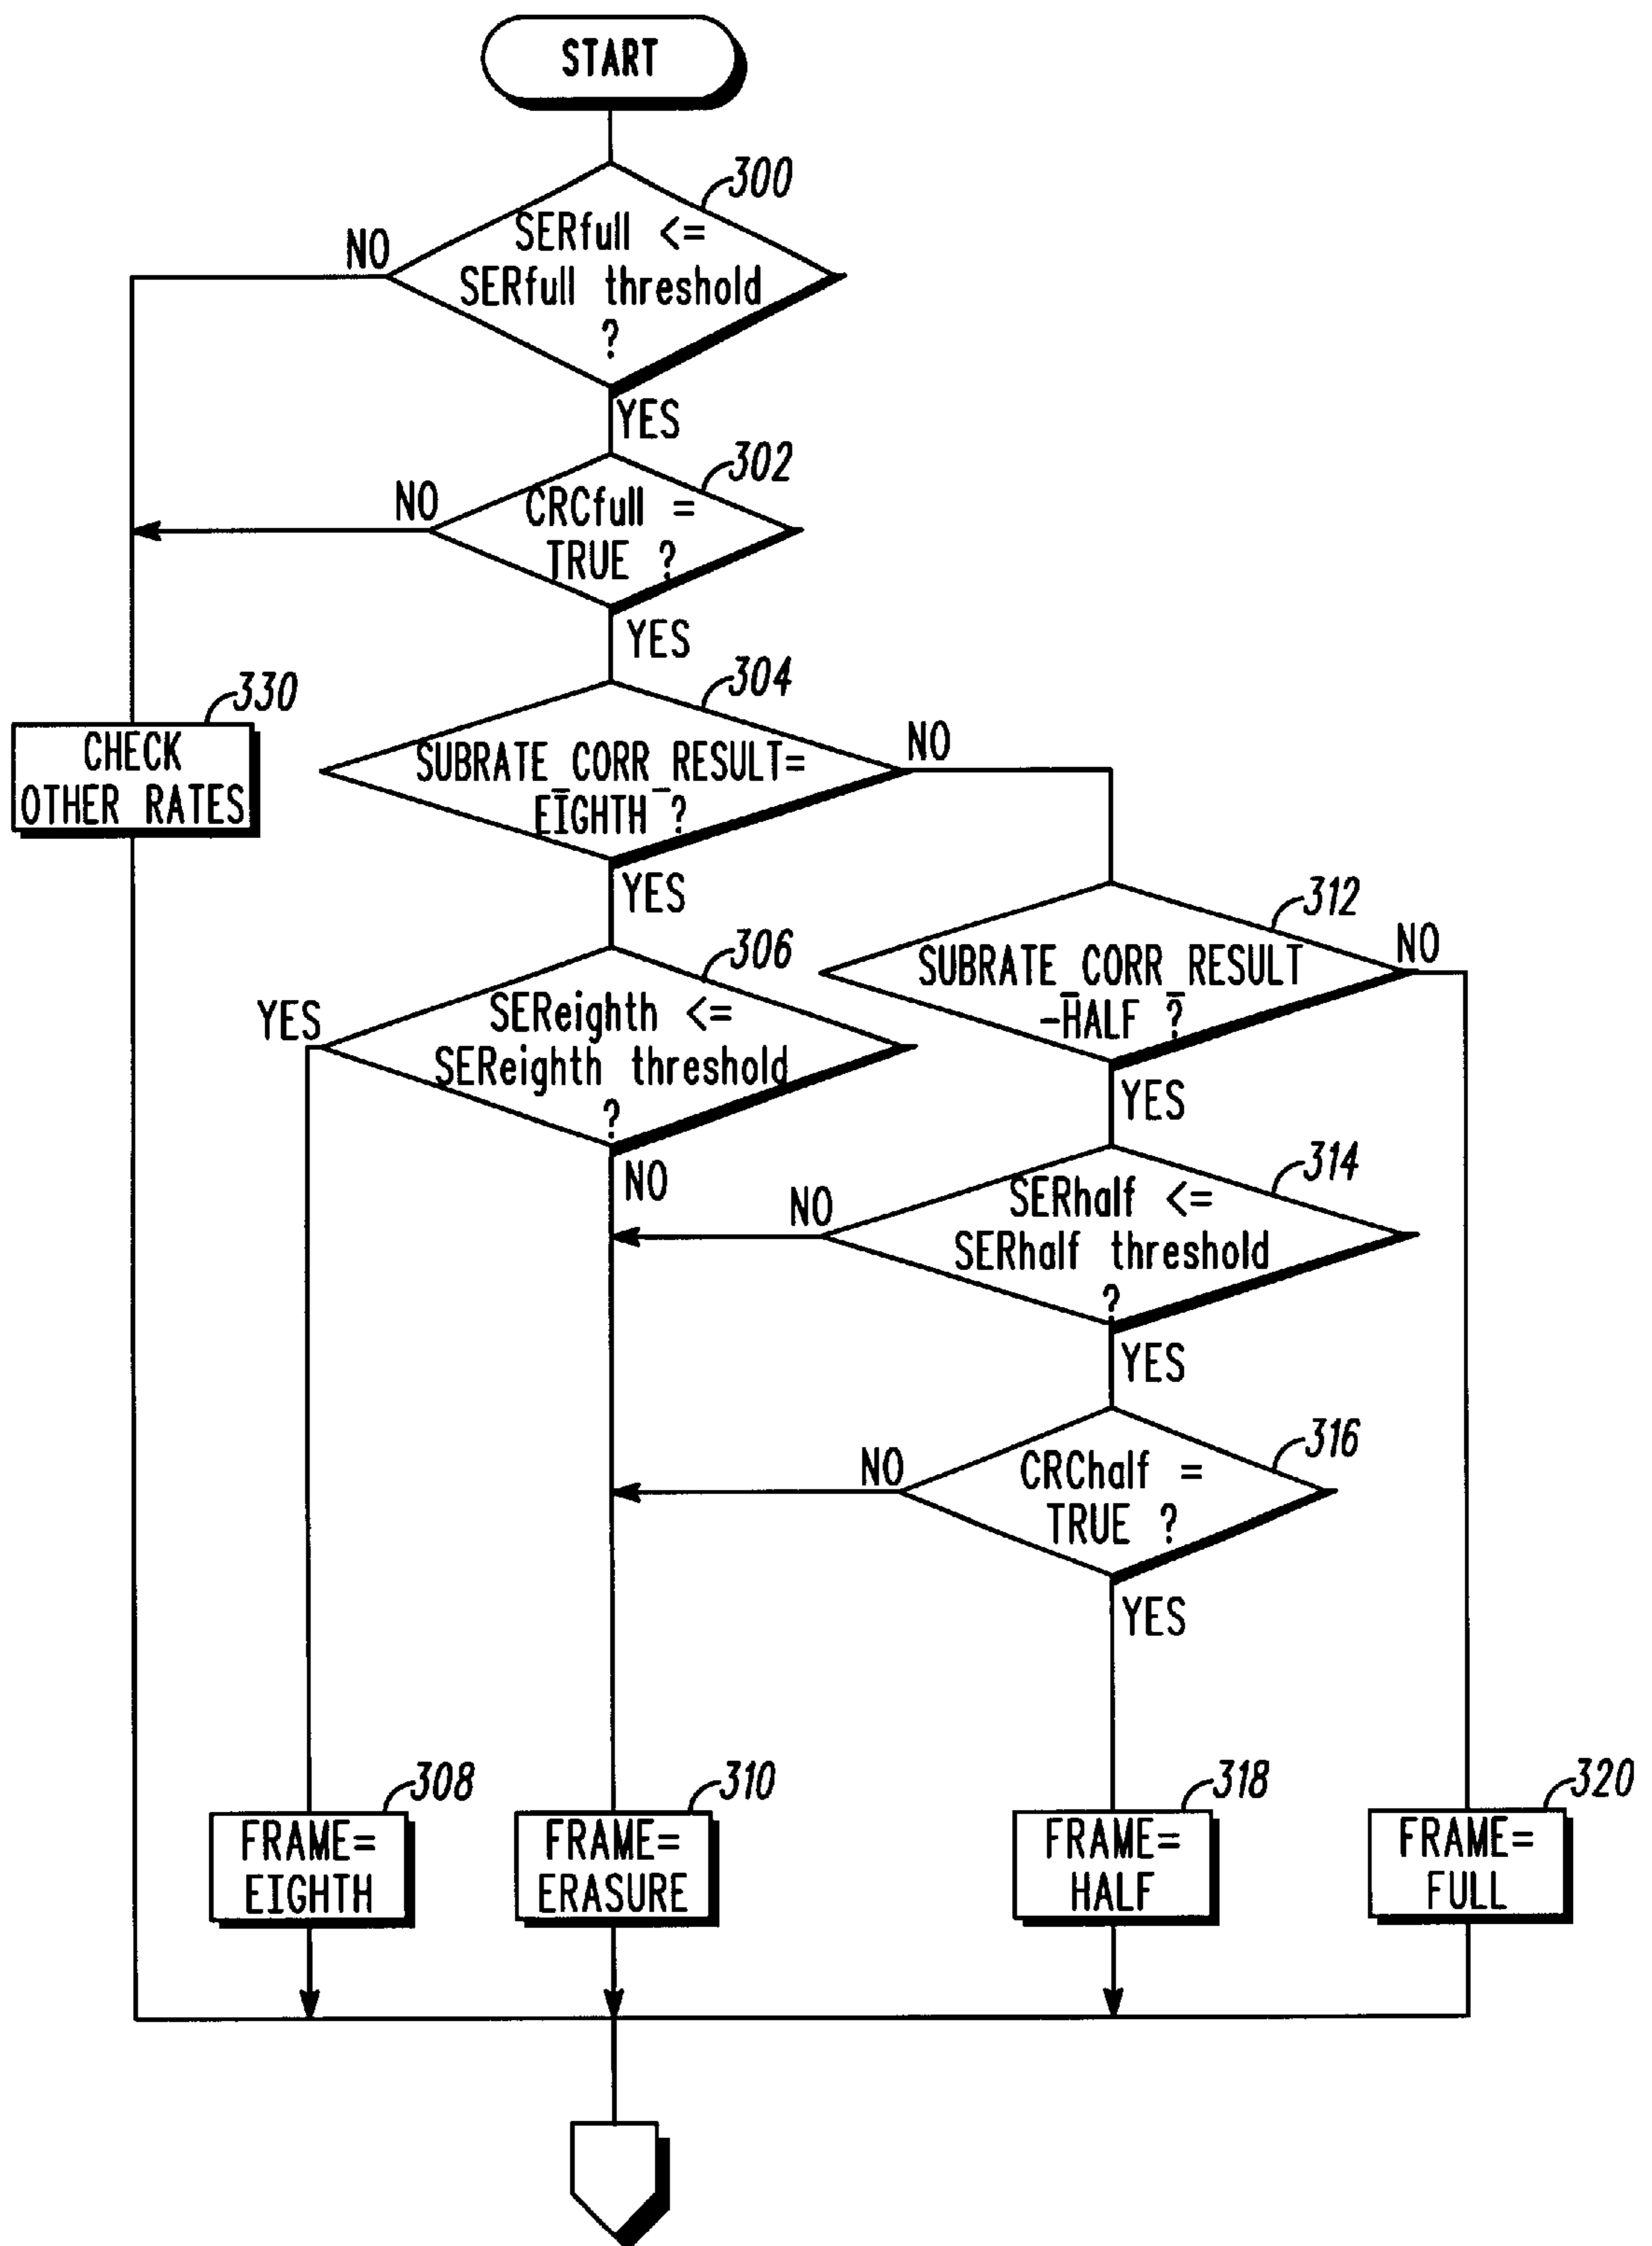 START
300
SERfull <=
SERfull threshold
?
NO
YES
302
CRCfull =
TRUE ?
NO
YES
304
SUBRATE_CORR_RESULT=
EIGHTH ?
NO
YES
330
CHECK
OTHER RATES
306
SEReighth <=
SEReighth threshold
?
YES
NO
312
SUBRATE_CORR_RESULT
-HALF ?
NO
YES
314
SERhalf <=
SERhalf threshold
?
NO
YES
316
CRChalf =
TRUE ?
NO
YES
308
FRAME=
EIGHTH
310
FRAME=
ERASURE
318
FRAME=
HALF
320
FRAME=
FULL